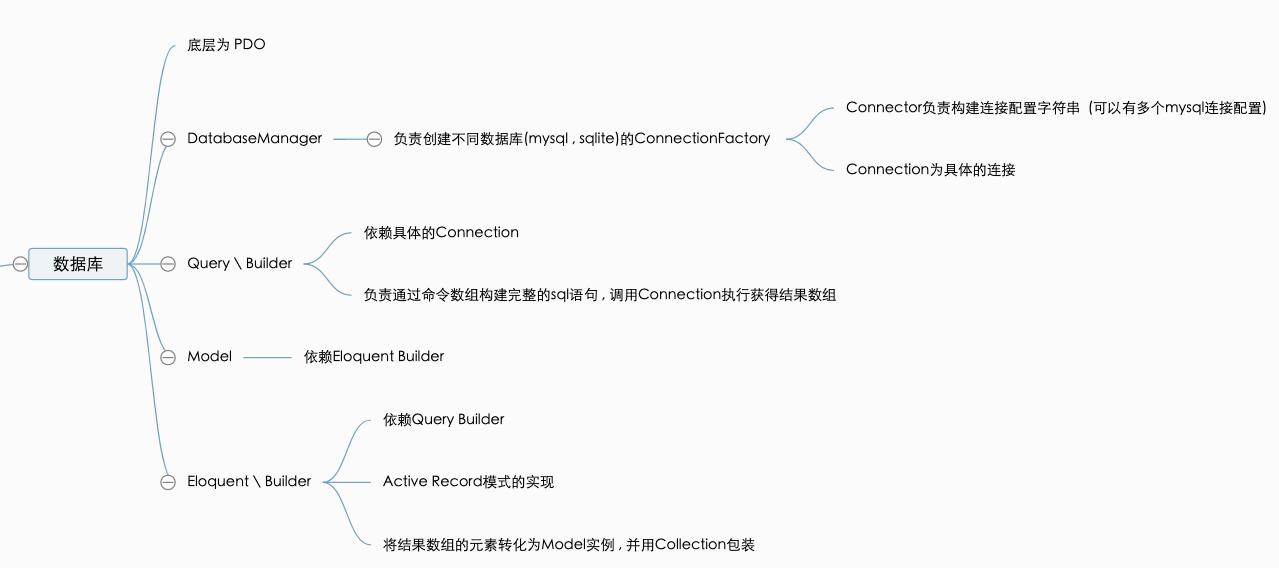 底层为 PDO
Connector负责构建连接配置字符串 (可以有多个mysql连接配置)
DatabaseManager
负责创建不同数据库(mysql , sqlite)的ConnectionFactory
Connection为具体的连接
依赖具体的Connection
数据库
Query \ Builder
负责通过命令数组构建完整的sql语句 , 调用Connection执行获得结果数组
Model
依赖Eloquent Builder
依赖Query Builder
Eloquent \ Builder
Active Record模式的实现
将结果数组的元素转化为Model实例 , 并用Collection包装